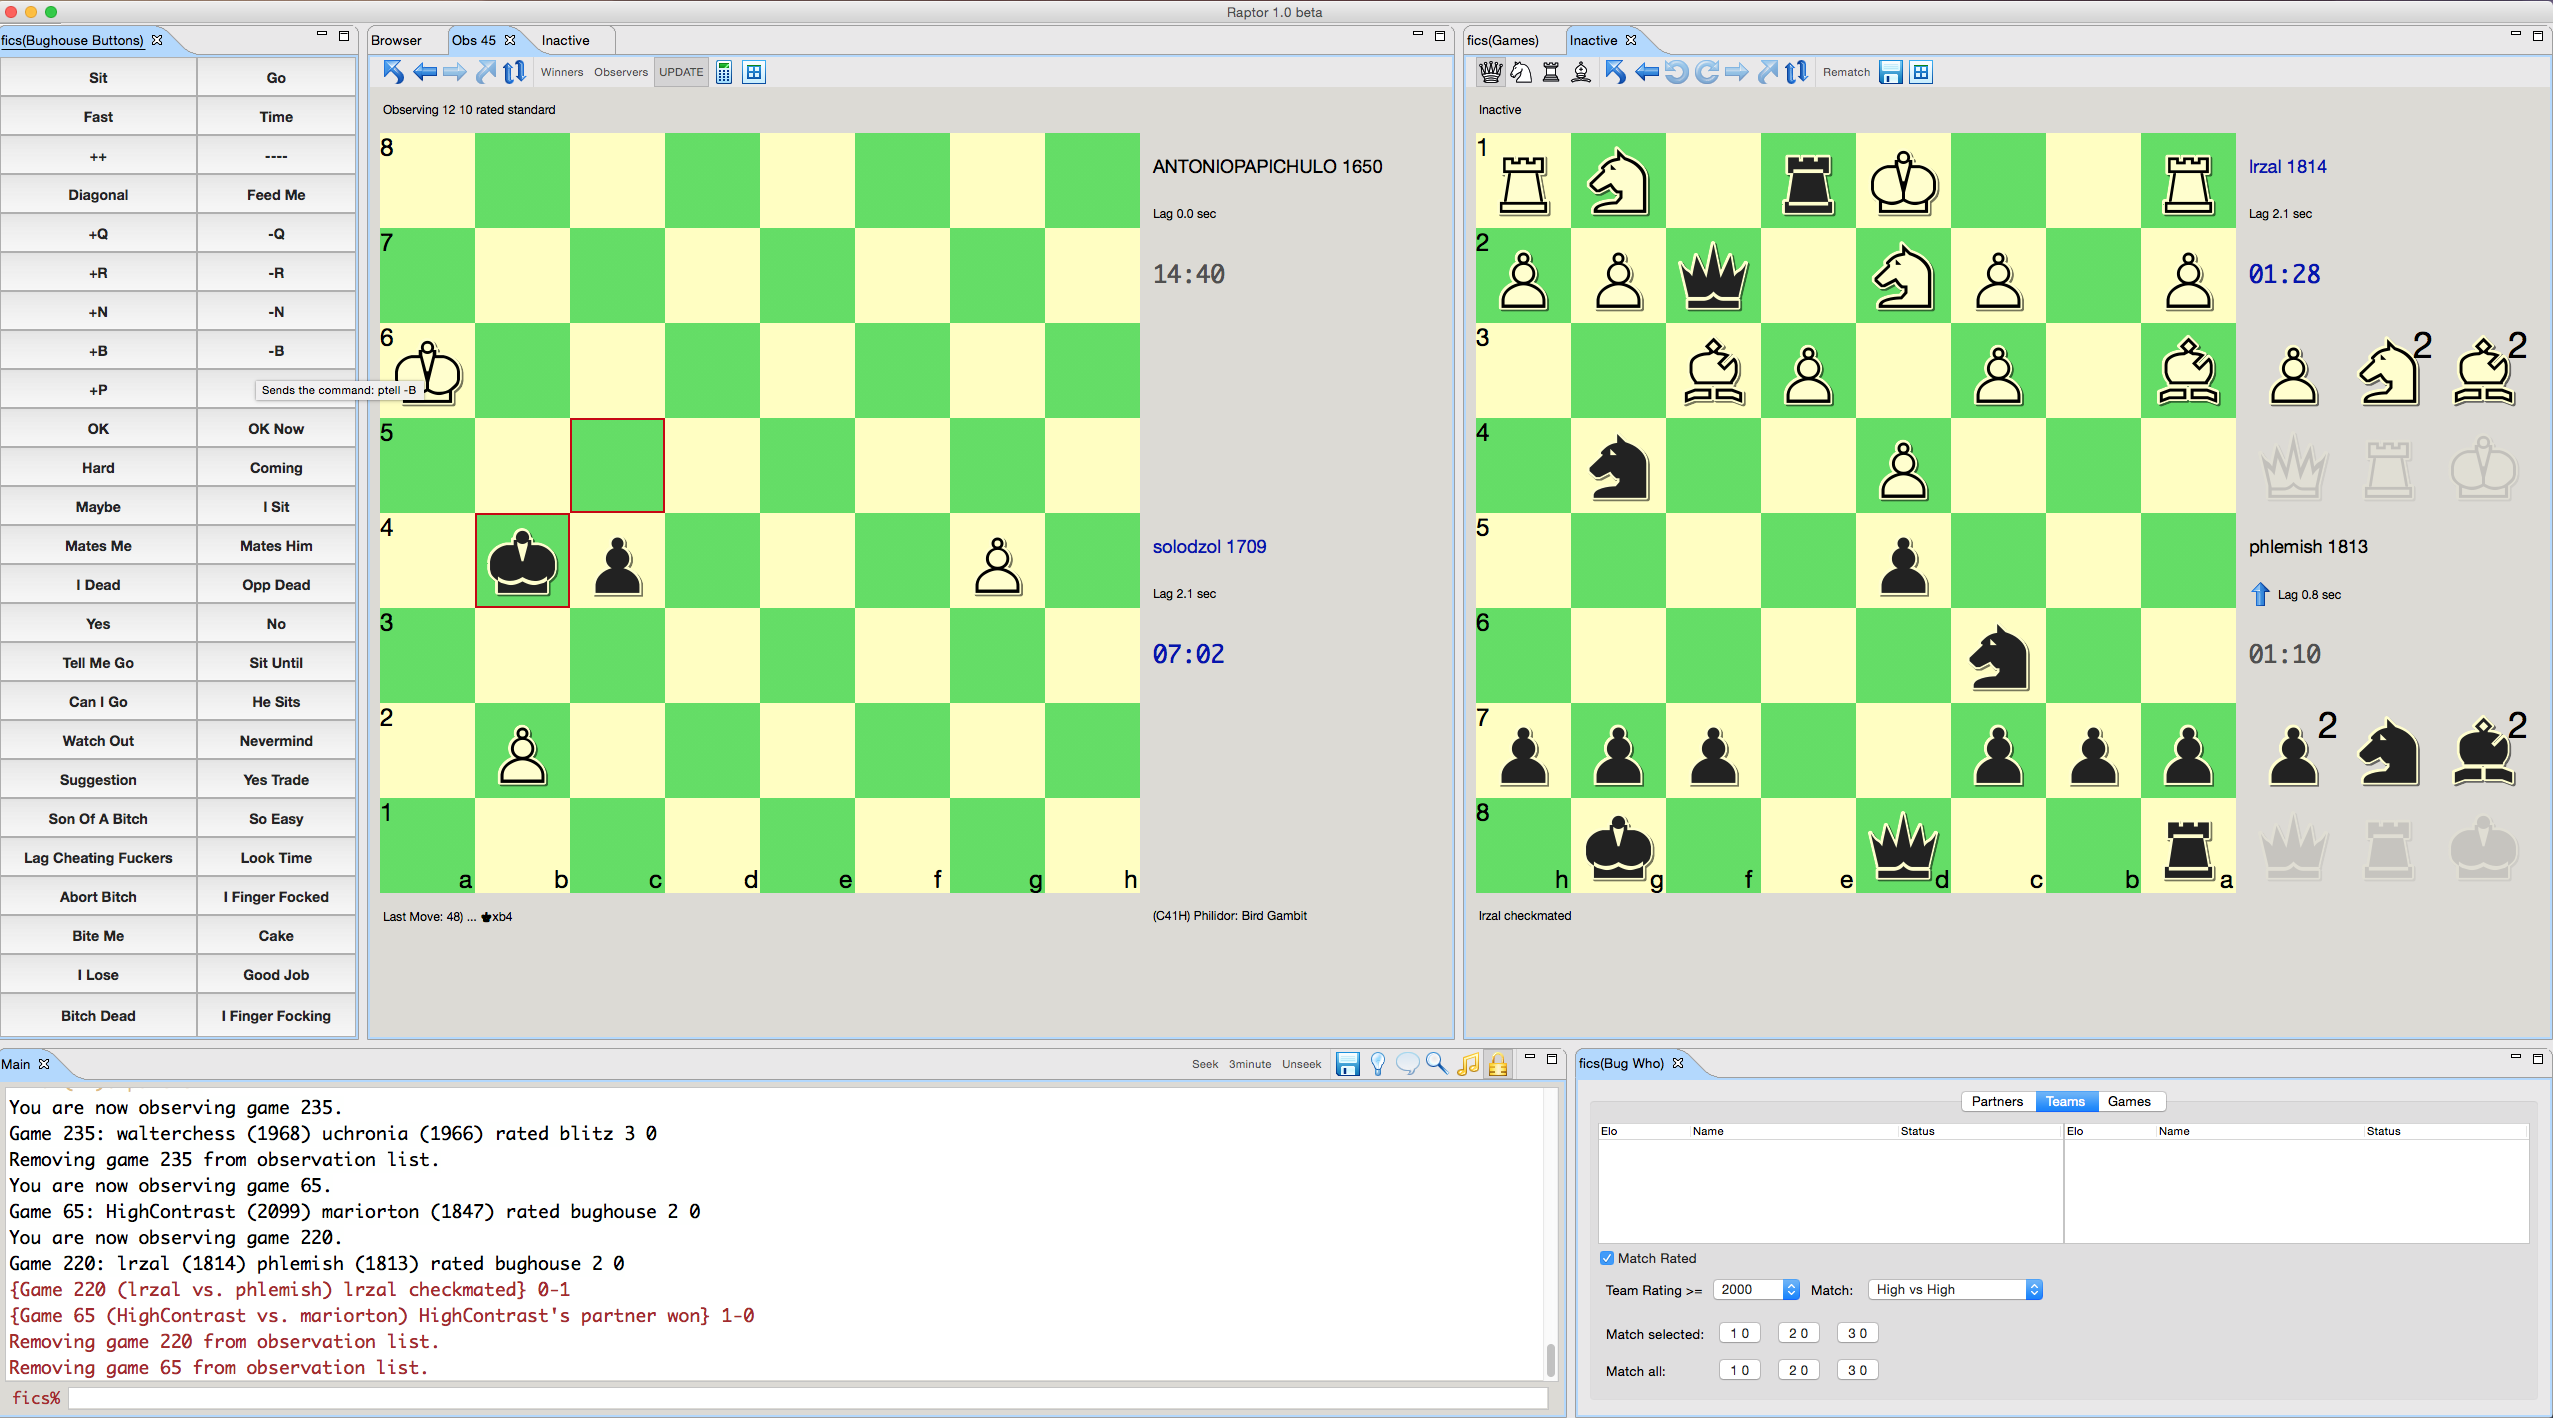 Raptor 1.0 beta
fics(Bughouse Buttons)
Sit Go
Fast Time
++ ----
Diagonal Feed Me
+Q -Q
+R -R
+N -N
+B -B
+P
Sends the command: ptell -B
OK OK Now
Hard Coming
Maybe I Sit
Mates Me Mates Him
I Dead Opp Dead
Yes No
Tell Me Go Sit Until
Can I Go He Sits
Watch Out Nevermind
Suggestion Yes Trade
Son Of A Bitch So Easy
Lag Cheating Fuckers Look Time
Abort Bitch I Finger Focked
Bite Me Cake
I Lose Good Job
Bitch Dead I Finger Focking
Browser Obs 45 Inactive
Winners Observers UPDATE
Observing 12 10 rated standard
8
7
6
5
4
3
2
1
a b c d e f g h
ANTONIOPAPICHULO 1650
Lag 0.0 sec
14:40
solodzol 1709
Lag 2.1 sec
07:02
Last Move: 48) ... xb4
(C41H) Philidor: Bird Gambit
fics(Games) Inactive
Rematch
Inactive
1
2
3
4
5
6
7
8
h g f e d c b a
lrzal 1814
Lag 2.1 sec
01:28
2 2
phlemish 1813
Lag 0.8 sec
01:10
2 2
lrzal checkmated
Main
Seek 3minute Unseek
You are now observing game 235.
Game 235: walterchess (1968) uchronia (1966) rated blitz 3 0
Removing game 235 from observation list.
You are now observing game 65.
Game 65: HighContrast (2099) mariorton (1847) rated bughouse 2 0
You are now observing game 220.
Game 220: lrzal (1814) phlemish (1813) rated bughouse 2 0
{Game 220 (lrzal vs. phlemish) lrzal checkmated} 0-1
{Game 65 (HighContrast vs. mariorton) HighContrast's partner won} 1-0
Removing game 220 from observation list.
Removing game 65 from observation list.
fics%
fics(Bug Who)
Partners Teams Games
Elo Name Status Elo Name Status
Match Rated
Team Rating >= 2000 Match: High vs High
Match selected: 1 0 2 0 3 0
Match all: 1 0 2 0 3 0